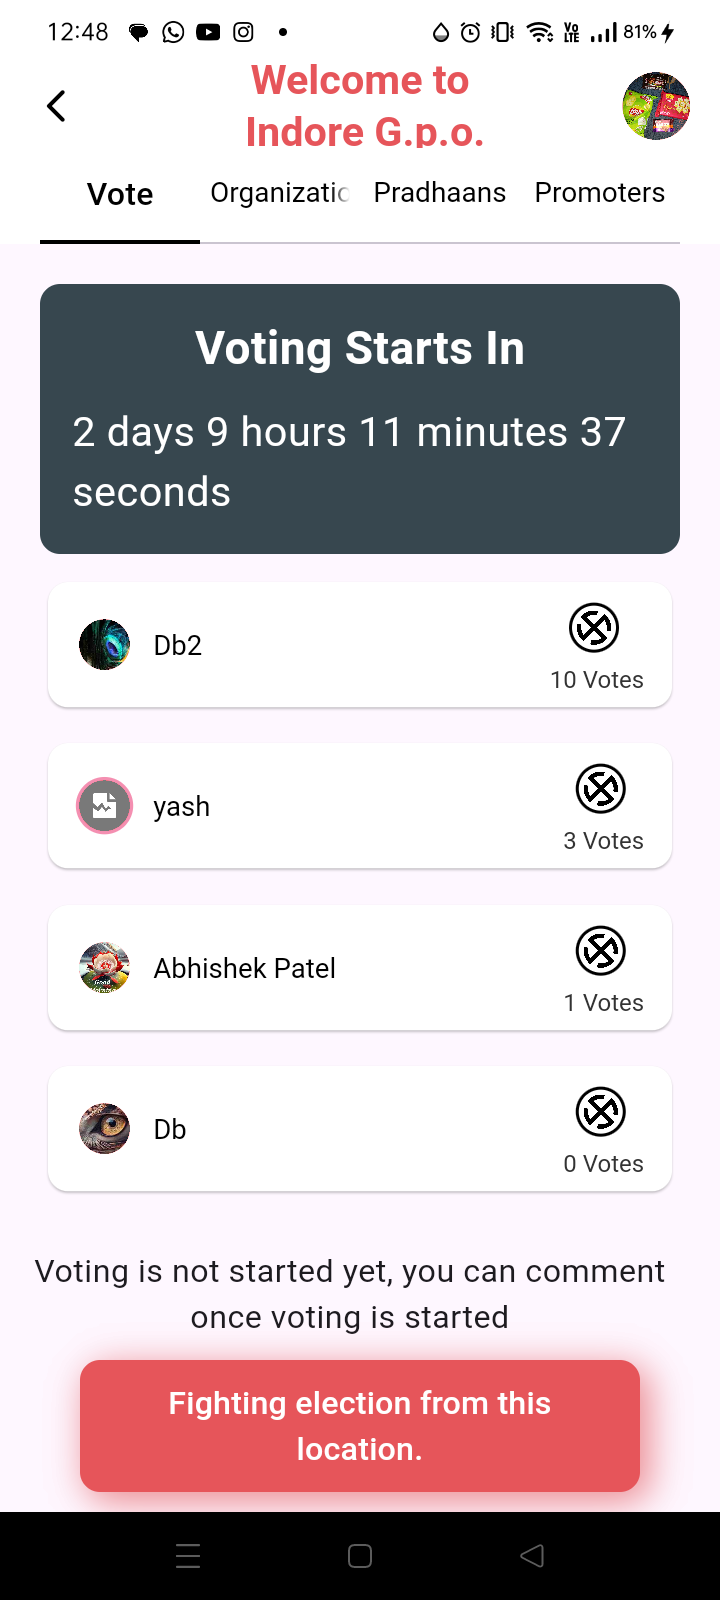 12:48
Vo
LTE
81%
Welcome to
Indore G.p.o.
Vote
Organizatic
Pradhaans
Promoters
Voting Starts In
2 days 9 hours 11 minutes 37
seconds
Db2
10 Votes
yash
3 Votes
Abhishek Patel
1 Votes
Db
0 Votes
Voting is not started yet, you can comment
once voting is started
Fighting election from this
location.